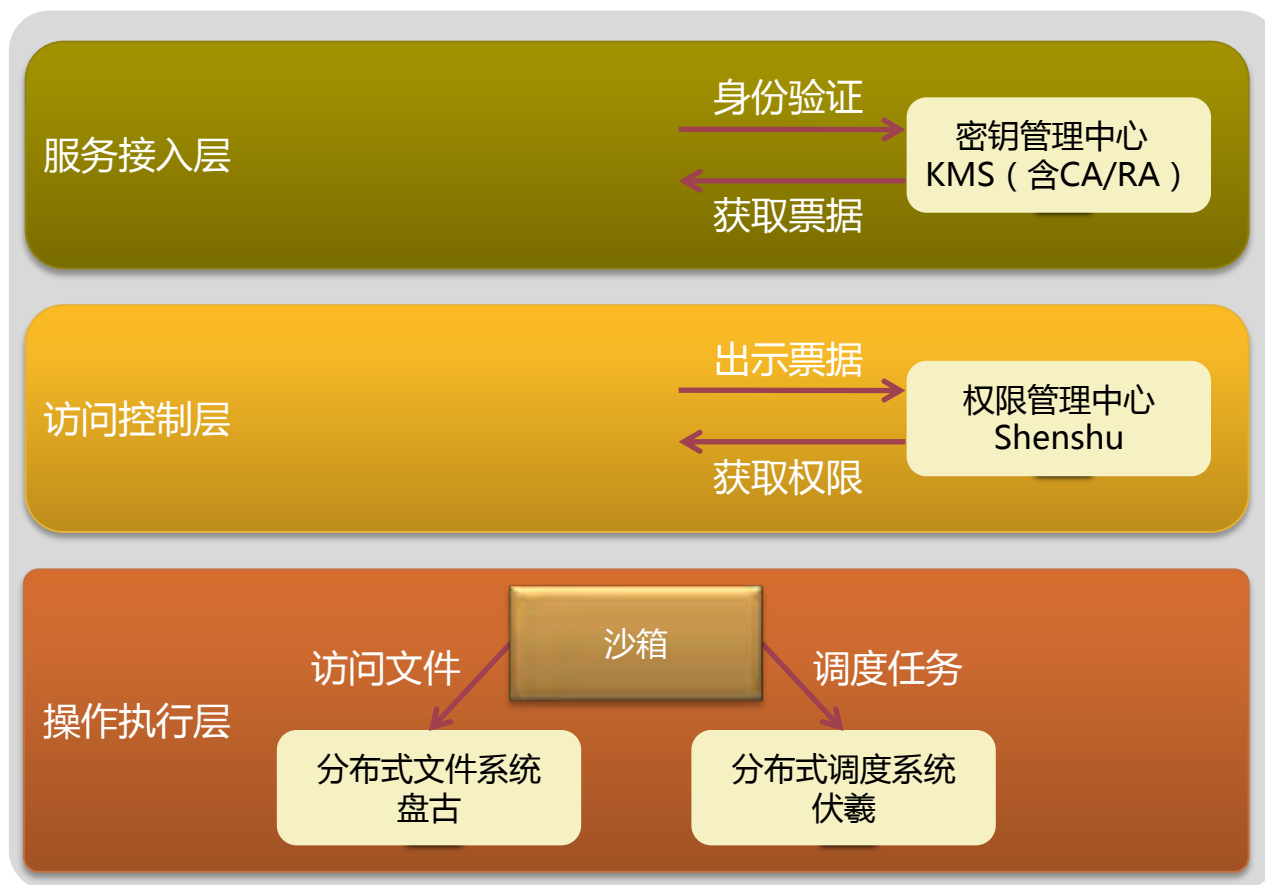 身份验证
服务接入层
密钥管理中心
KMS（含CA/RA）
获取票据
出示票据
访问控制层
权限管理中心
Shenshu
获取权限
沙箱
访问文件
调度任务
操作执行层
分布式文件系统
盘古
分布式调度系统
伏羲